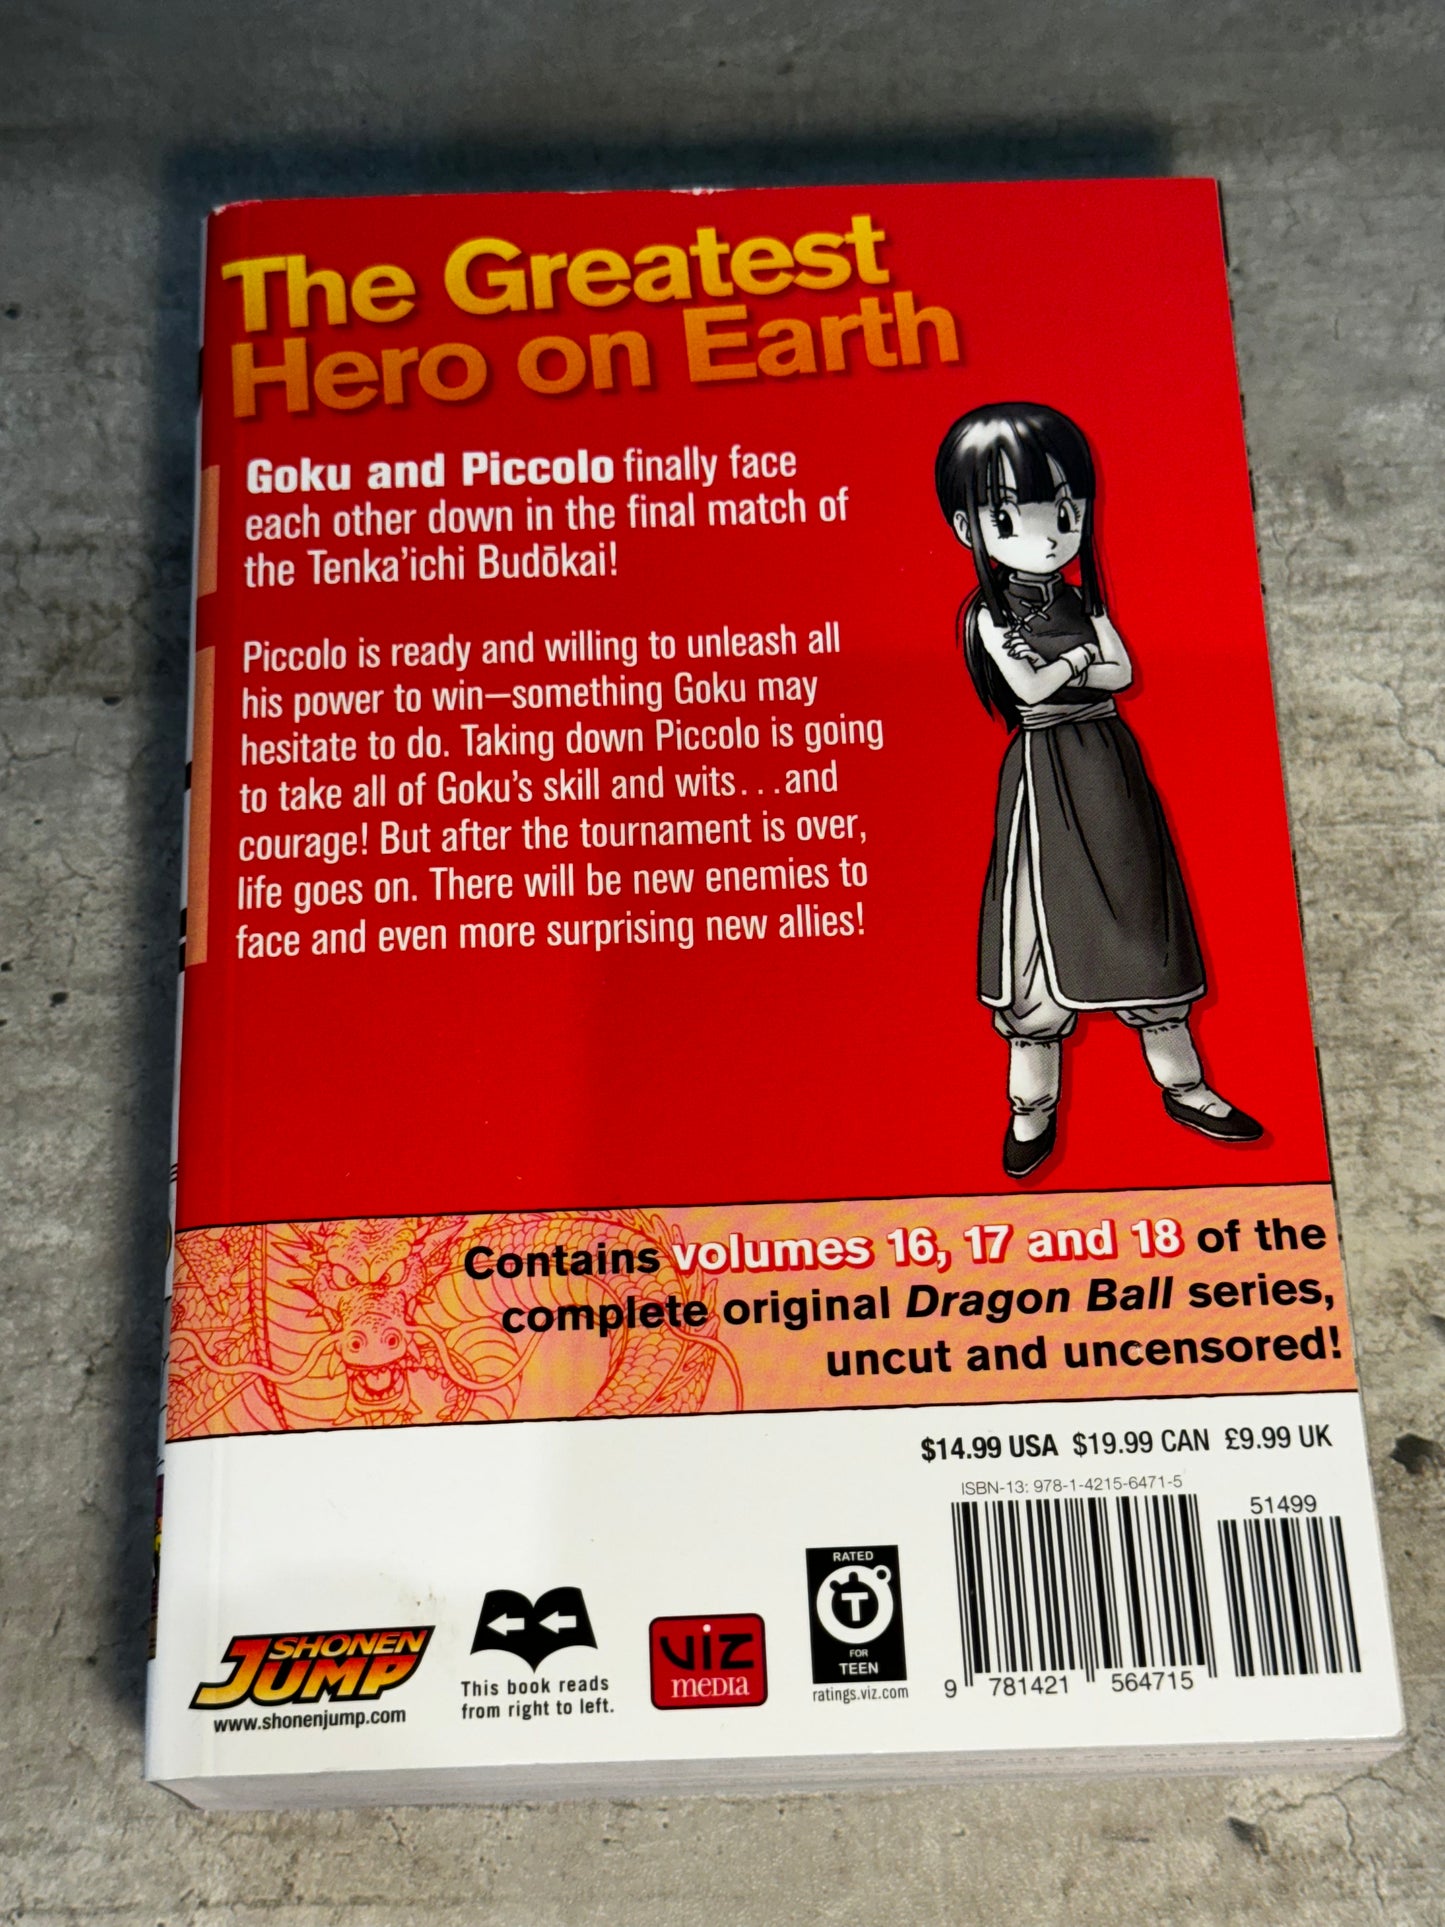 The Greatest
Hero on Earth
Goku and Piccolo finally face
each other down in the final match of
the Tenka'ichi Budōkai!
Piccolo is ready and willing to unleash all
his power to win—something Goku may
hesitate to do. Taking down Piccolo is going
to take all of Goku's skill and wits...and
courage! But after the tournament is over,
life goes on. There will be new enemies to
face and even more surprising new allies!
Contains volumes 16, 17 and 18 of the
complete original Dragon Ball series,
uncut and uncensored!
$14.99 USA $19.99 CAN £9.99 UK
ISBN-13: 978-1-4215-6471-5
51499
9 781421 564715
SHONEN
JUMP
www.shonenjump.com
This book reads
from right to left.
VIZ
MEDIA
RATED
T
FOR
TEEN
ratings.viz.com